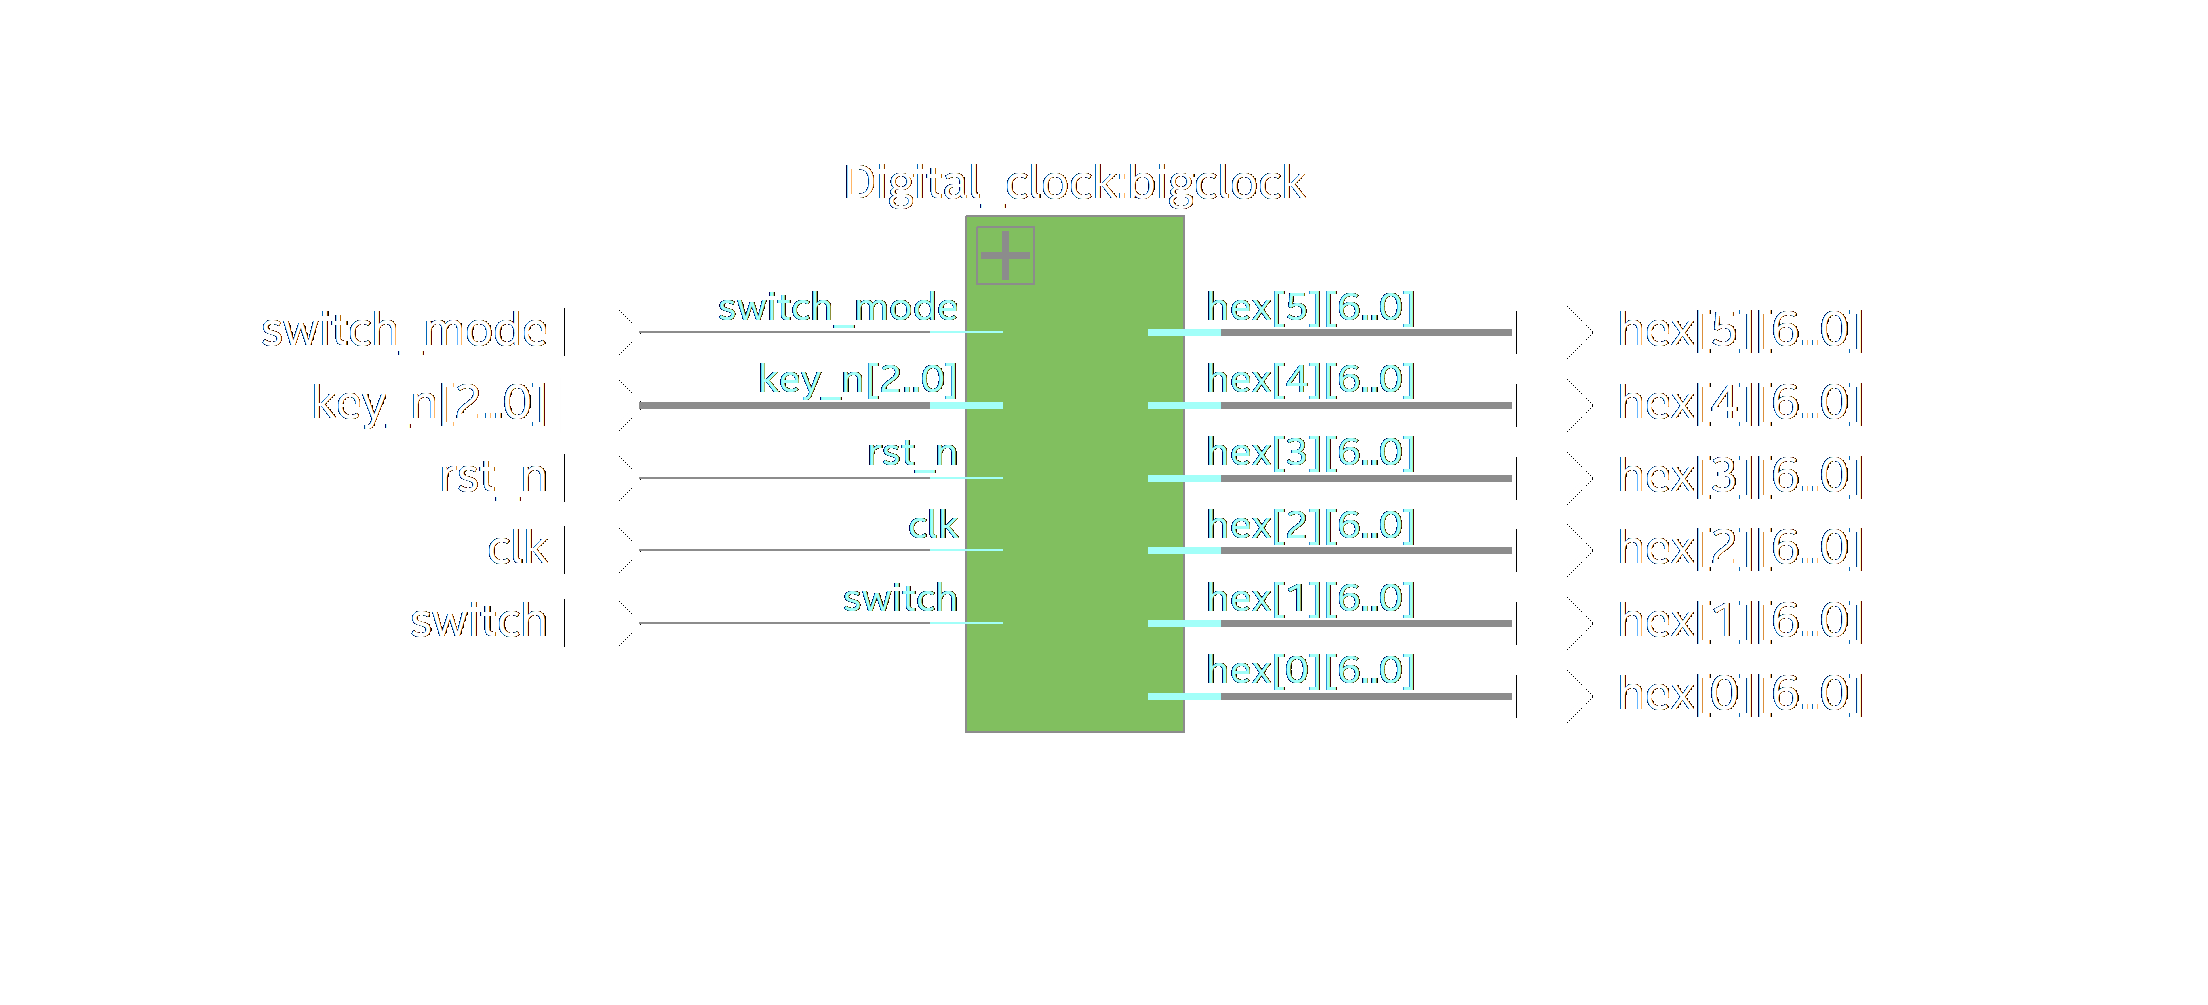 Digital_clock:bigclock
switch_mode switch_mode hex[5][6..0] hex[5][6..0]
key_n[2..0] key_n[2..0] hex[4][6..0] hex[4][6..0]
rst_n rst_n hex[3][6..0] hex[3][6..0]
clk clk hex[2][6..0] hex[2][6..0]
switch switch hex[1][6..0] hex[1][6..0]
hex[0][6..0] hex[0][6..0]